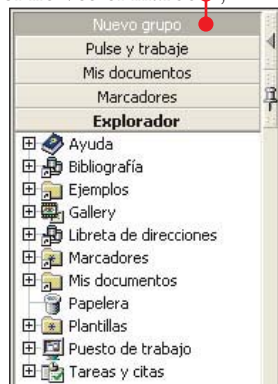 Nuevo grupo
Pulse y trabaje
Mis documentos
Marcadores
Explorador
Ayuda
Bibliografía
Ejemplos
Gallery
Libreta de direcciones
Marcadores
Mis documentos
Papelera
Plantillas
Puesto de trabajo
Tareas y citas